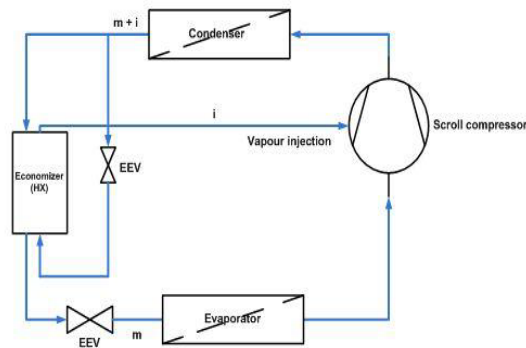 m + i
Condenser
i
Vapour injection
Scroll compressor
Economizer
(HX)
EEV
Evaporator
EEV
m